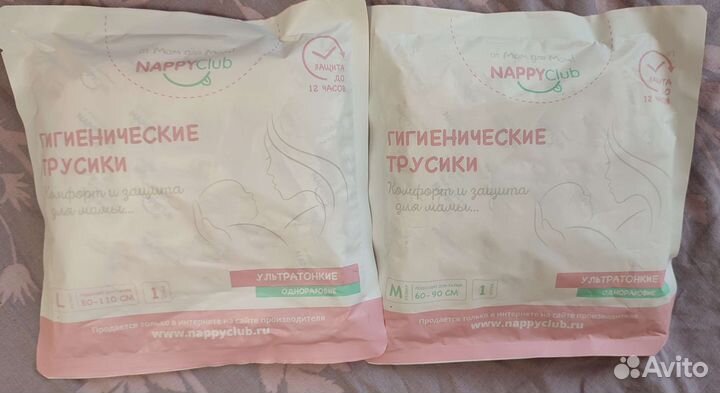 от Мам для Мам!
NAPPYClub
ЗАЩИТА
ДО
12 ЧАСОВ
ГИГИЕНИЧЕСКИЕ
ТРУСИКИ
Комфорт и защита
для мамы...
L
80-110 СМ
1
УЛЬТРАТОНКИЕ
ОДНОРАЗОВЫЕ
Продается только в интернете на сайте производителя
www.nappyclub.ru
от Мам для Мам!
NAPPYClub
ЗАЩИТА
ДО
12 ЧАСОВ
ГИГИЕНИЧЕСКИЕ
ТРУСИКИ
Комфорт и защита
для мамы...
M
60-90 СМ
1
УЛЬТРАТОНКИЕ
ОДНОРАЗОВЫЕ
Продается только в интернете на сайте производителя
www.nappyclub.ru
Avito